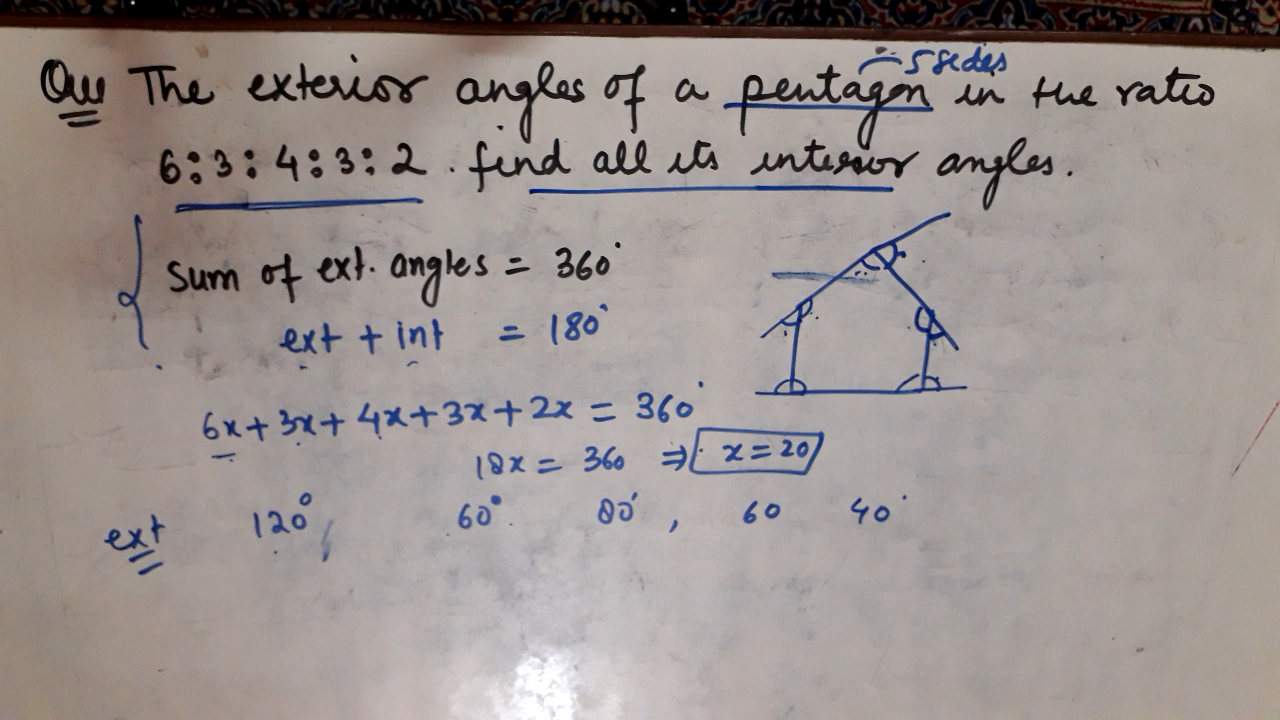 Qu The exterior angles of a pentagon in the ratio
5 sides
6:3:4:3:2. find all its interior angles.
Sum of ext. angles = 360°
ext + int = 180°
6x + 3x + 4x + 3x + 2x = 360°
18x = 360 ⇒ x = 20
ext 120°, 60°. 80°, 60 40°